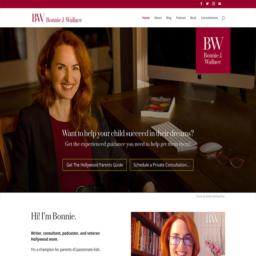 BW Bonnie J. Wallace
Home About Blog Podcast Book Consultations
BW
Bonnie J.
Wallace
Want to help your child succeed in their dreams?
Get the experienced guidance you need to help get them there!
Get The Hollywood Parents Guide
Schedule a Private Consultation...
Hi! I'm Bonnie.
Writer, consultant, podcaster, and veteran
Hollywood mom.
I'm a champion for parents of passionate kids.
BW